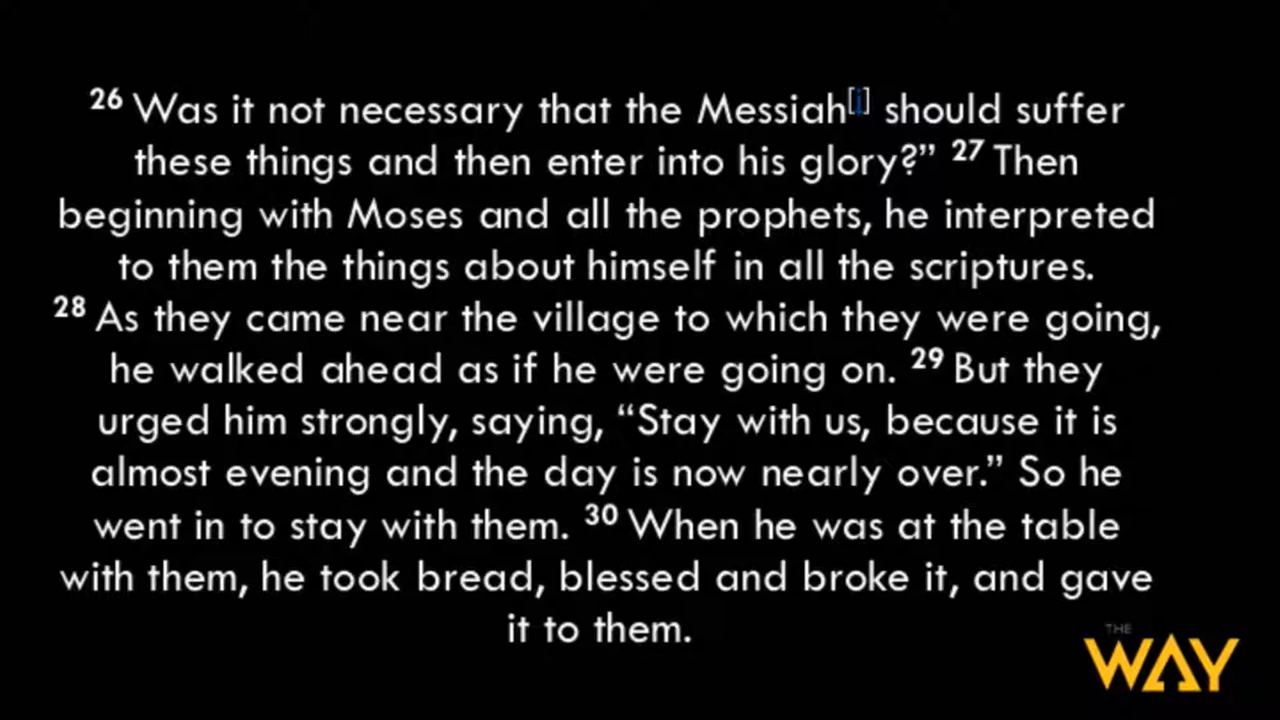 26 Was it not necessary that the Messiah[i] should suffer
these things and then enter into his glory?” 27 Then
beginning with Moses and all the prophets, he interpreted
to them the things about himself in all the scriptures.
28 As they came near the village to which they were going,
he walked ahead as if he were going on. 29 But they
urged him strongly, saying, “Stay with us, because it is
almost evening and the day is now nearly over.” So he
went in to stay with them. 30 When he was at the table
with them, he took bread, blessed and broke it, and gave
it to them.
THE
WAY